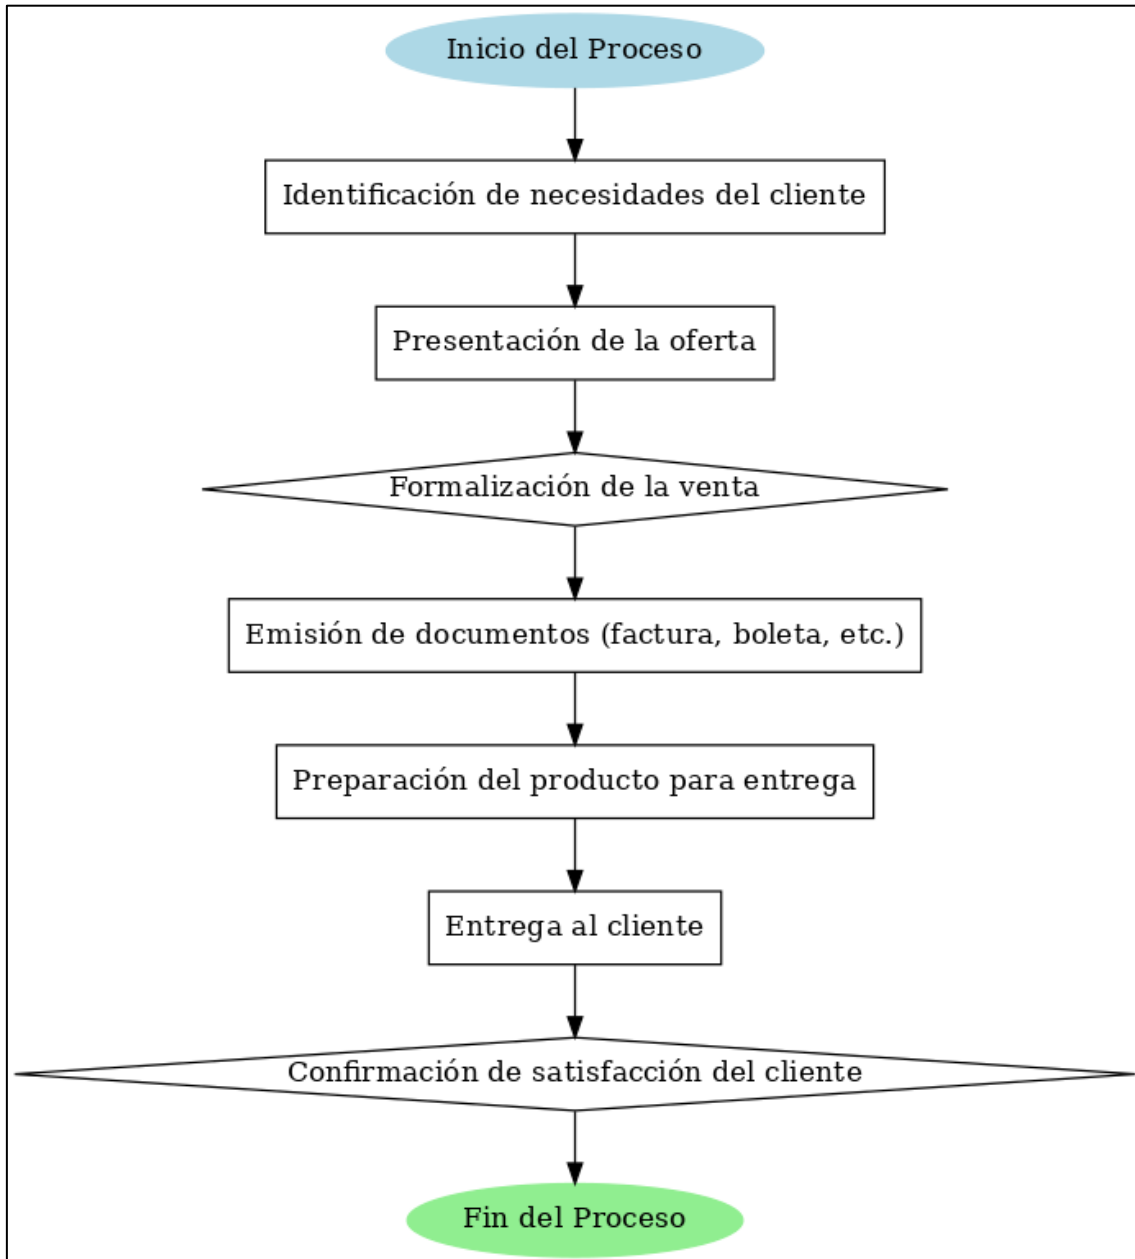 Inicio del Proceso
Identificación de necesidades del cliente
Presentación de la oferta
Formalización de la venta
Emisión de documentos (factura, boleta, etc.)
Preparación del producto para entrega
Entrega al cliente
Confirmación de satisfacción del cliente
Fin del Proceso